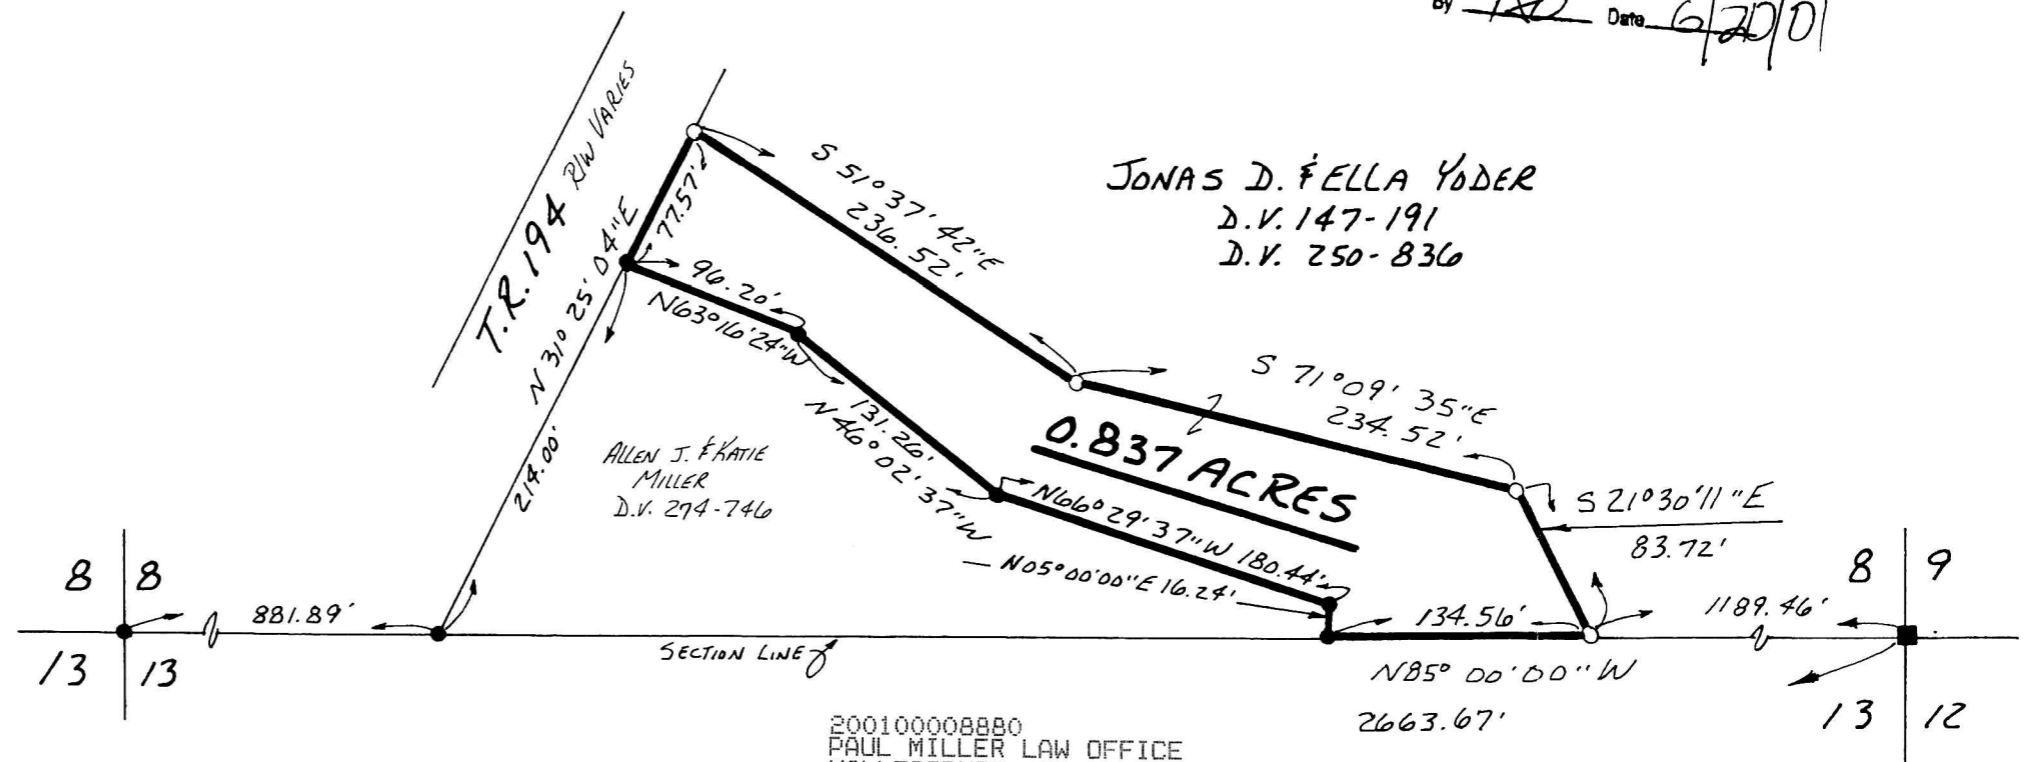 By Date 6/20/01
T.R.194 R/W VARIES
N 31° 25' 04"E
77.57'
214.00'
S 51° 37' 42"E
236.52'
JONAS D. & ELLA YODER
D.V. 147-191
D.V. 250-836
96.20'
N63°16'24"W
131.26'
N 46° 02' 37" W
S 71° 09' 35"E
234.52'
0.837 ACRES
ALLEN J. & KATIE
MILLER
D.V. 274-746
N66°29'37"W 180.44'
N05°00'00"E 16.24'
S 21°30'11"E
83.72'
8 8
881.89'
134.56'
1189.46'
8 9
13 13
SECTION LINE
N85° 00'00"W
2663.67'
13 12
200100008880
PAUL MILLER LAW OFFICE